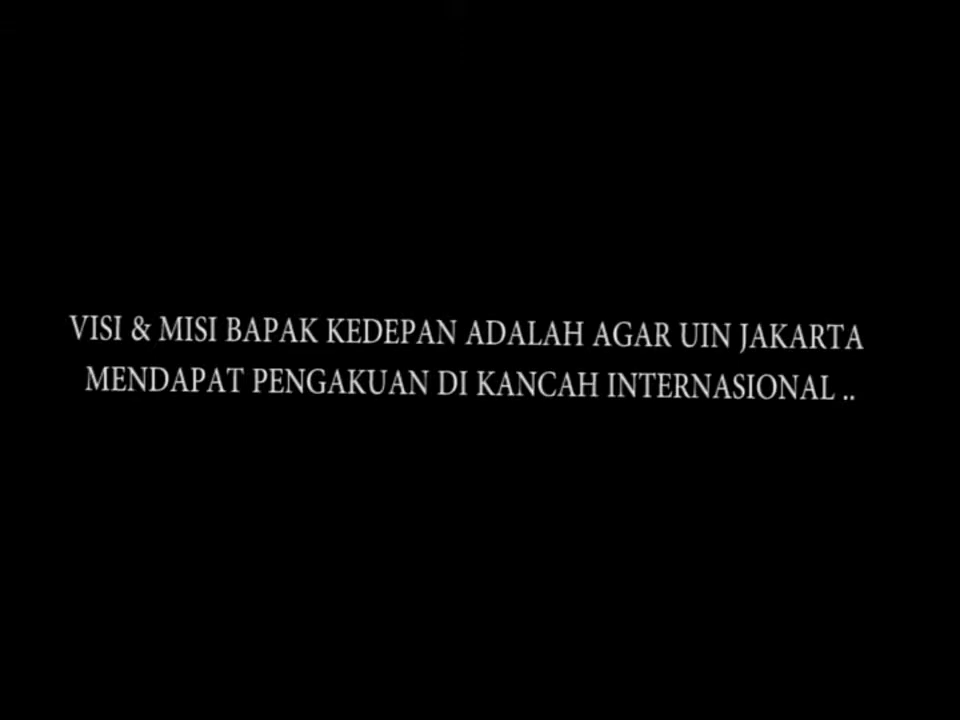 VISI & MISI BAPAK KEDEPAN ADALAH AGAR UIN JAKARTA
MENDAPAT PENGAKUAN DI KANCAH INTERNASIONAL ..